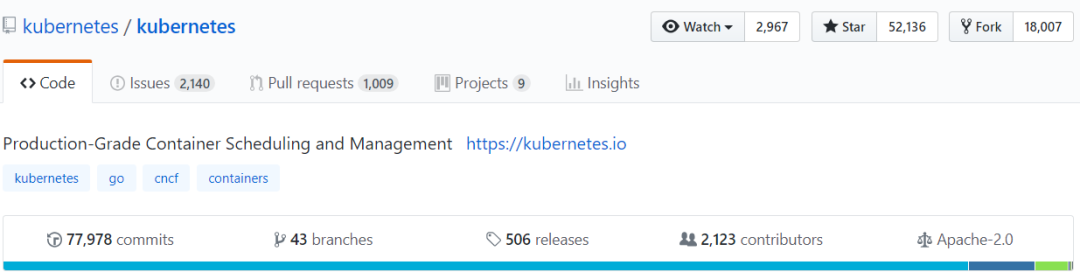 kubernetes / kubernetes Watch 2,967 Star 52,136 Fork 18,007
Code Issues 2,140 Pull requests 1,009 Projects 9 Insights
Production-Grade Container Scheduling and Management https://kubernetes.io
kubernetes go cncf containers
77,978 commits 43 branches 506 releases 2,123 contributors Apache-2.0